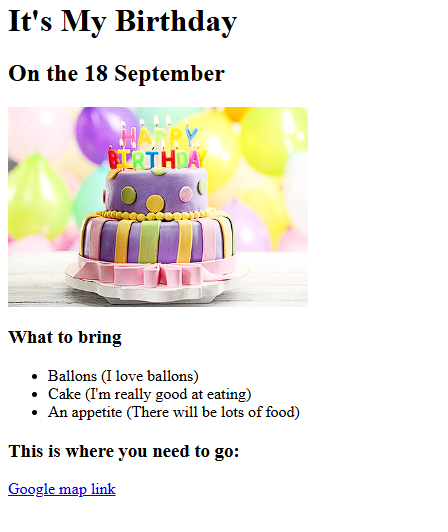 It's My Birthday
On the 18 September
HAPPY
BIRTHDAY
What to bring
Ballons (I love ballons)
Cake (I'm really good at eating)
An appetite (There will be lots of food)
This is where you need to go:
Google map link